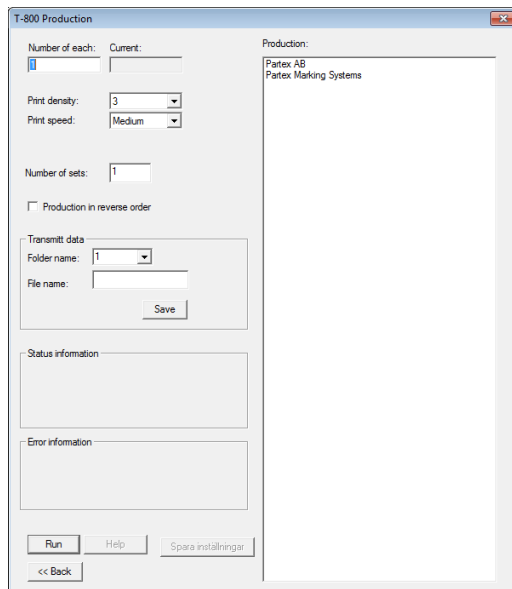 T-800 Production
Number of each: Current:
1
Print density: 3
Print speed: Medium
Number of sets: 1
Production in reverse order
Transmitt data
Folder name: 1
File name:
Save
Status information
Error information
Run Help Spara inställningar
<< Back
Production:
Partex AB
Partex Marking Systems